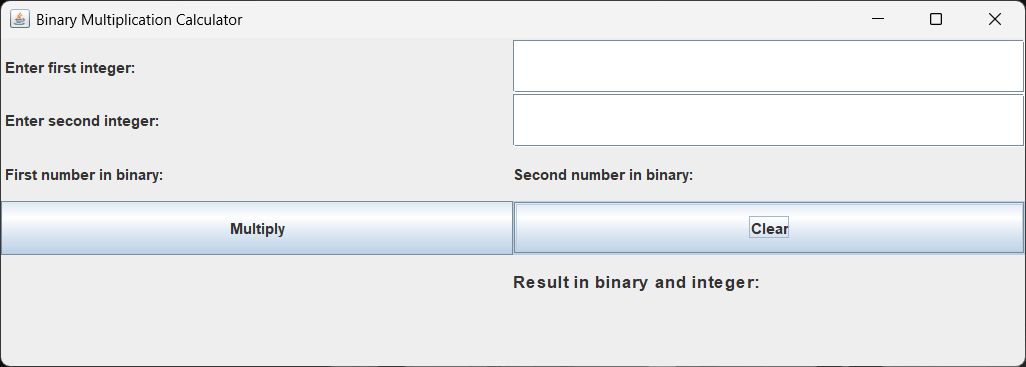 Binary Multiplication Calculator
Enter first integer:
Enter second integer:
First number in binary: Second number in binary:
Multiply Clear
Result in binary and integer: